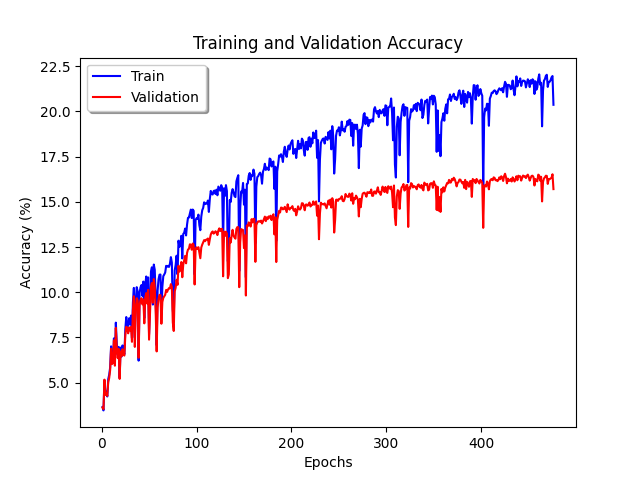 Training and Validation Accuracy
Train
Validation
22.5
20.0
17.5
15.0
12.5
10.0
7.5
5.0
Accuracy (%)
0 100 200 300 400
Epochs